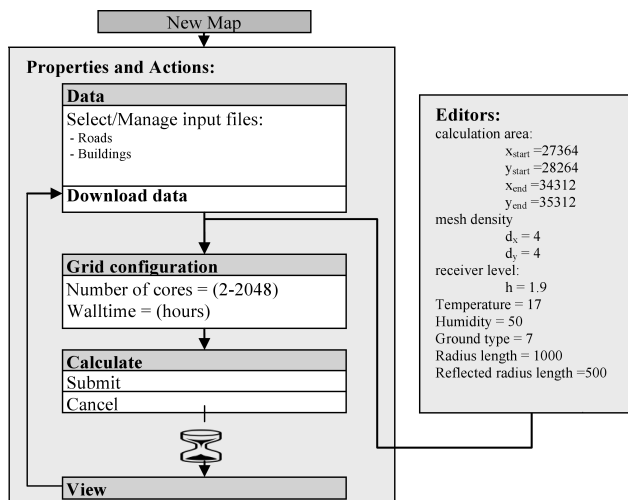 New Map
Properties and Actions:
Data
Select/Manage input files:
- Roads
- Buildings
Download data
Grid configuration
Number of cores = (2-2048)
Walltime = (hours)
Calculate
Submit
Cancel
View
Editors:
calculation area:
xstart =27364
ystart =28264
xend =34312
yend =35312
mesh density
dx = 4
dy = 4
receiver level:
h = 1.9
Temperature = 17
Humidity = 50
Ground type = 7
Radius length = 1000
Reflected radius length =500